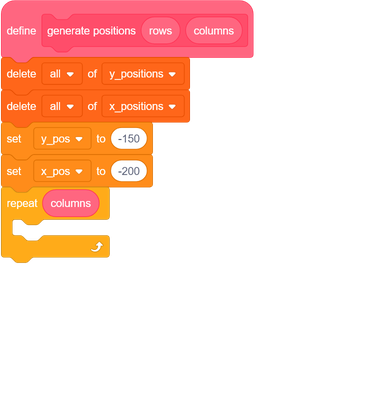 define generate positions rows columns
delete all of y_positions
delete all of x_positions
set y_pos to -150
set x_pos to -200
repeat columns